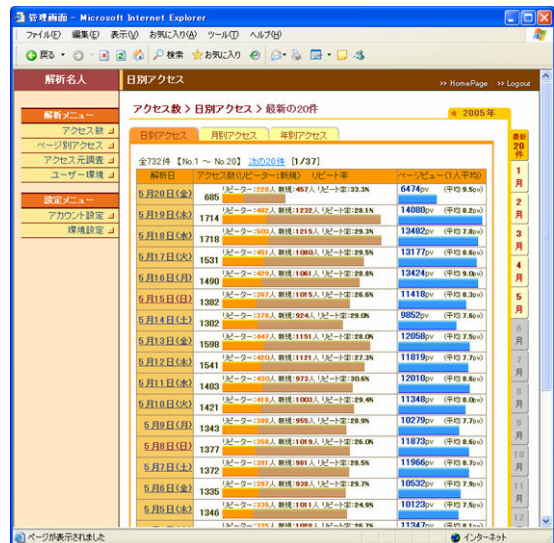 管理画面 - Microsoft Internet Explorer
ファイル(F) 編集(E) 表示(V) お気に入り(A) ツール(T) ヘルプ(H)
戻る 検索 お気に入り
解析名人 日別アクセス >> HomePage >> Logout
アクセス数 > 日別アクセス > 最新の20件
2005年
解析メニュー
アクセス数
ページ別アクセス
アクセス元調査
ユーザー環境
設定メニュー
アカウント設定
環境設定
日別アクセス 月別アクセス 年別アクセス
全732件 【No.1 ～ No.20】 次の20件 [1/37]
解析日 アクセス数(リピーター:新規) リピート率 ページビュー(1人平均)
5月20日(金) 685 リピーター:228人 新規:457人 リピート率:33.3% 6474pv (平均9.5pv)
5月19日(木) 1714 リピーター:482人 新規:1232人 リピート率:28.1% 14080pv (平均8.2pv)
5月18日(水) 1718 リピーター:503人 新規:1215人 リピート率:29.3% 13482pv (平均7.8pv)
5月17日(火) 1531 リピーター:451人 新規:1080人 リピート率:29.5% 13177pv (平均8.6pv)
5月16日(月) 1490 リピーター:429人 新規:1061人 リピート率:28.8% 13424pv (平均9.0pv)
5月15日(日) 1382 リピーター:367人 新規:1015人 リピート率:26.6% 11418pv (平均8.3pv)
5月14日(土) 1302 リピーター:378人 新規:924人 リピート率:29.0% 9852pv (平均7.6pv)
5月13日(金) 1598 リピーター:447人 新規:1151人 リピート率:28.0% 12058pv (平均7.5pv)
5月12日(木) 1541 リピーター:420人 新規:1121人 リピート率:27.3% 11819pv (平均7.7pv)
5月11日(水) 1403 リピーター:430人 新規:973人 リピート率:30.6% 12010pv (平均8.6pv)
5月10日(火) 1421 リピーター:418人 新規:1003人 リピート率:29.4% 11348pv (平均8.0pv)
5月9日(月) 1343 リピーター:388人 新規:955人 リピート率:28.9% 10279pv (平均7.7pv)
5月8日(日) 1377 リピーター:358人 新規:1019人 リピート率:26.0% 11873pv (平均8.6pv)
5月7日(土) 1372 リピーター:391人 新規:981人 リピート率:28.5% 11966pv (平均8.7pv)
5月6日(金) 1335 リピーター:397人 新規:938人 リピート率:29.7% 10532pv (平均7.9pv)
5月5日(木) 1346 リピーター:335人 新規:1011人 リピート率:24.9% 10123pv (平均7.5pv)
最新20件
1月
2月
3月
4月
5月
6月
7月
8月
9月
10月
11月
12
ページが表示されました インターネット